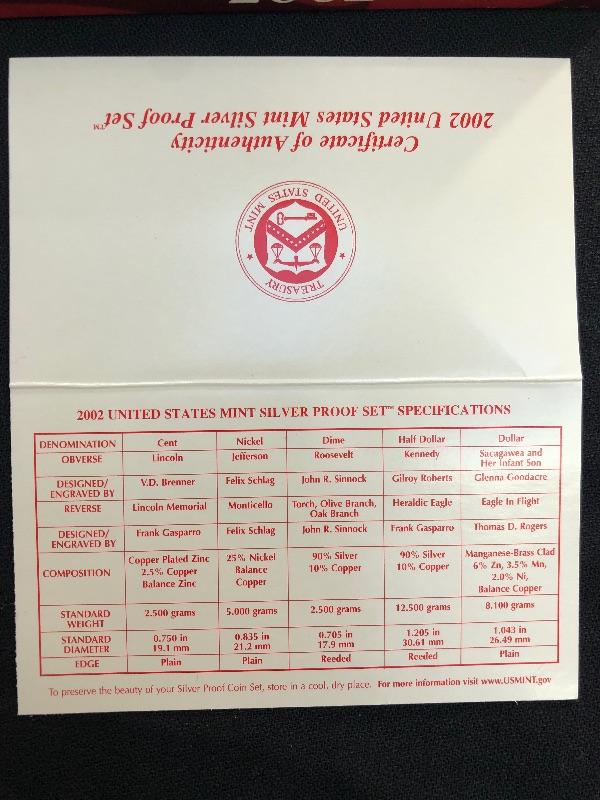 Certificate of Authenticity
2002 United States Mint Silver Proof Set™
UNITED STATES MINT
TREASURY
2002 UNITED STATES MINT SILVER PROOF SET™ SPECIFICATIONS
DENOMINATION Cent Nickel Dime Half Dollar Dollar
OBVERSE Lincoln Jefferson Roosevelt Kennedy Sacagawea and
Her Infant Son
DESIGNED/ V.D. Brenner Felix Schlag John R. Sinnock Gilroy Roberts Glenna Goodacre
ENGRAVED BY
REVERSE Lincoln Memorial Monticello Torch, Olive Branch, Heraldic Eagle Eagle In Flight
Oak Branch
DESIGNED/ Frank Gasparro Felix Schlag John R. Sinnock Frank Gasparro Thomas D. Rogers
ENGRAVED BY
COMPOSITION Copper Plated Zinc 25% Nickel 90% Silver 90% Silver Manganese-Brass Clad
2.5% Copper Balance 10% Copper 10% Copper 6% Zn, 3.5% Mn,
Balance Zinc Copper 2.0% Ni,
Balance Copper
STANDARD 2.500 grams 5.000 grams 2.500 grams 12.500 grams 8.100 grams
WEIGHT
STANDARD 0.750 in 0.835 in 0.705 in 1.205 in 1.043 in
DIAMETER 19.1 mm 21.2 mm 17.9 mm 30.61 mm 26.49 mm
EDGE Plain Plain Reeded Reeded Plain
To preserve the beauty of your Silver Proof Coin Set, store in a cool, dry place. For more information visit www.USMINT.gov